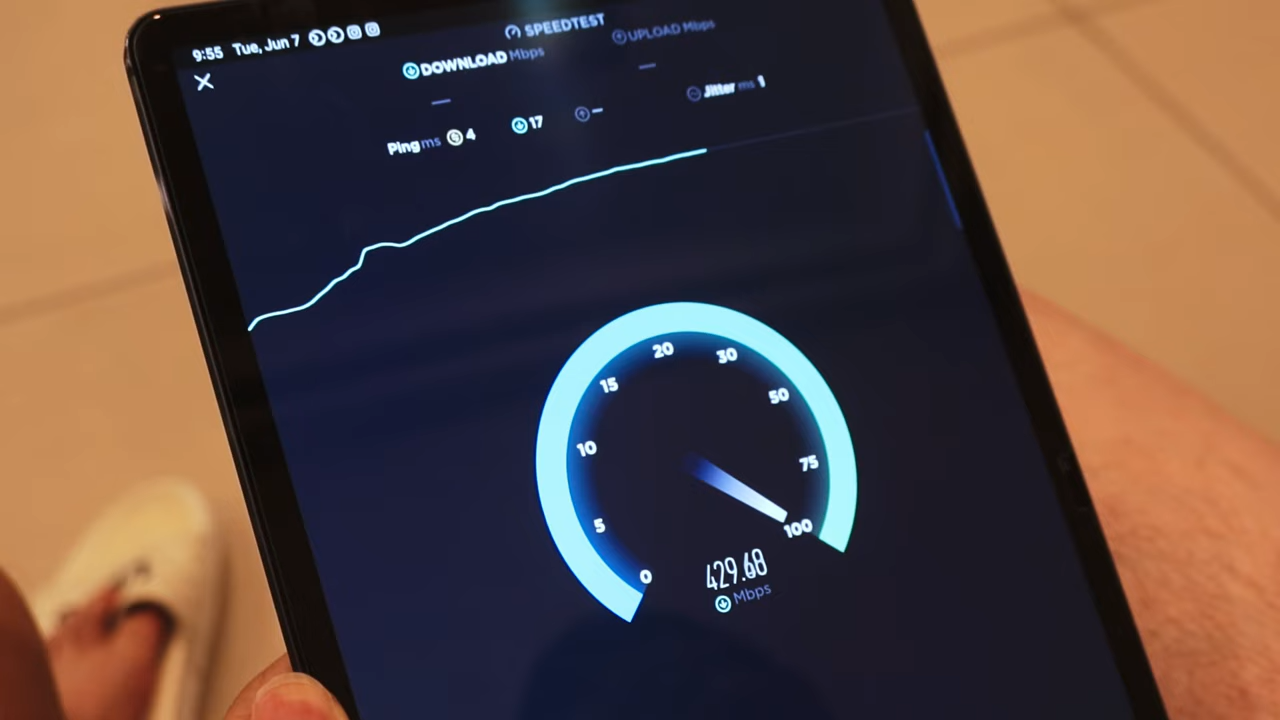 9:55 Tue, Jun 7
SPEEDTEST
DOWNLOAD Mbps
UPLOAD Mbps
—
—
Ping ms 4
17
—
Jitter ms 1
20
30
15
50
10
75
5
100
0
429.68
Mbps